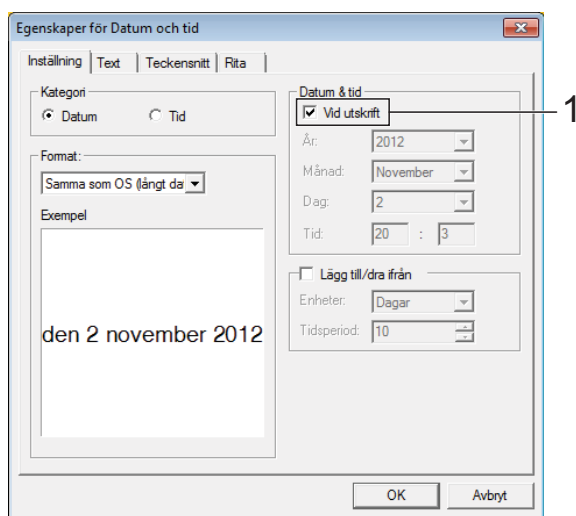 Egenskaper för Datum och tid
Inställning Text Teckensnitt Rita
Kategori
Datum Tid
Format:
Samma som OS (långt da
Exempel
den 2 november 2012
Datum & tid
Vid utskrift
1
År: 2012
Månad: November
Dag: 2
Tid: 20 : 3
Lägg till/dra ifrån
Enheter: Dagar
Tidsperiod: 10
OK Avbryt